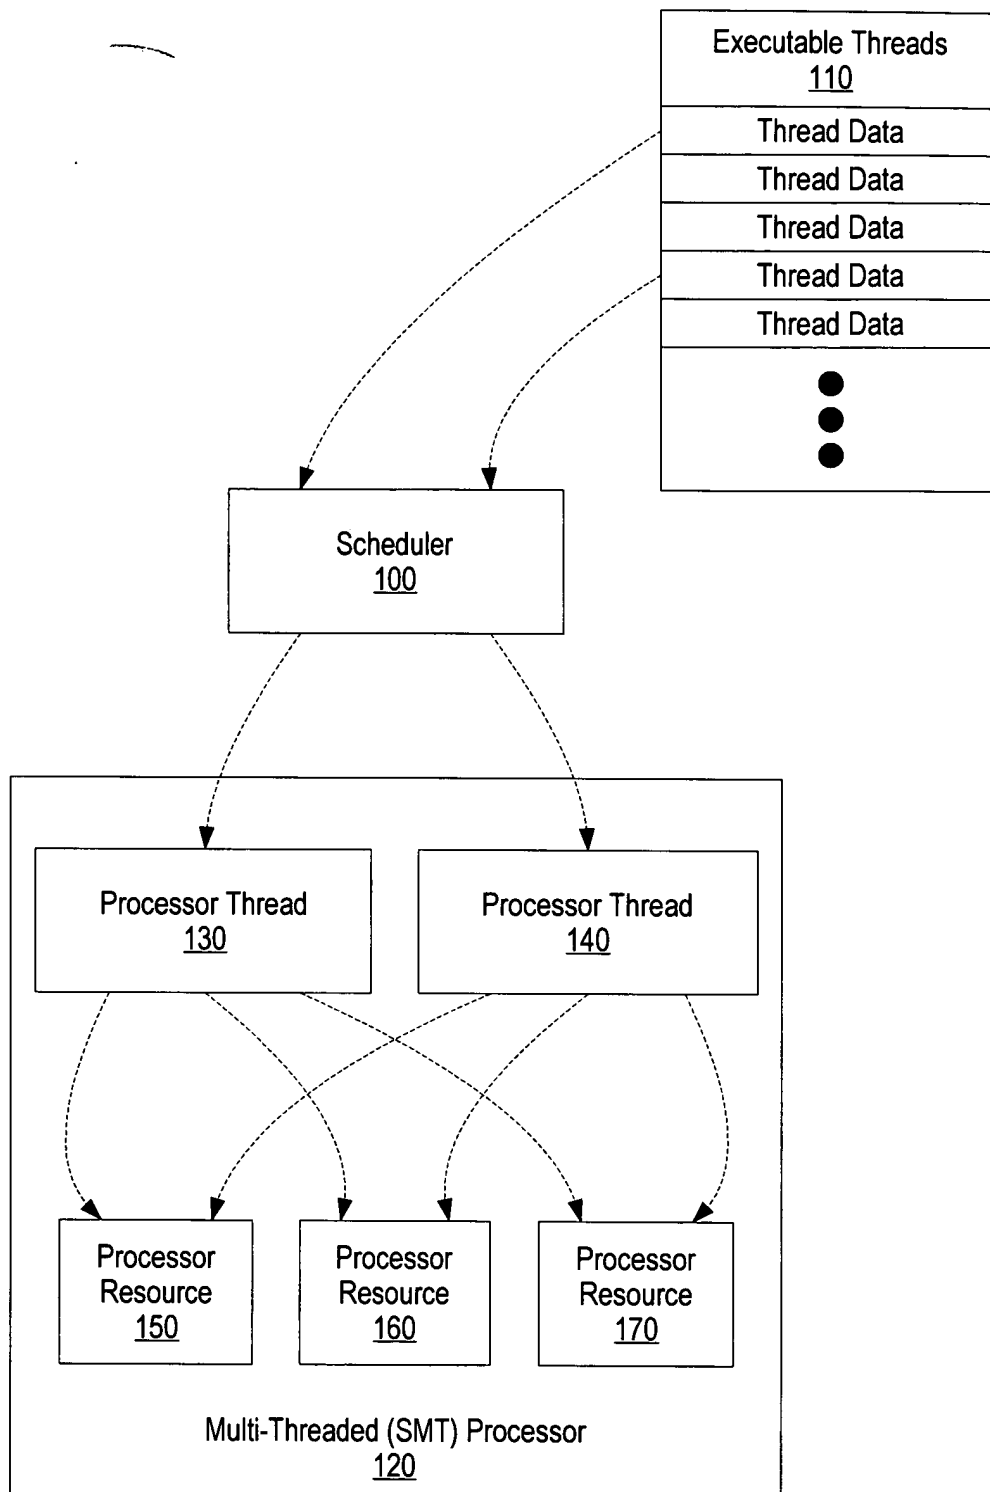 Executable Threads
110
Thread Data
Thread Data
Thread Data
Thread Data
Thread Data
Scheduler
100
Processor Thread
130
Processor Thread
140
Processor
Resource
150
Processor
Resource
160
Processor
Resource
170
Multi-Threaded (SMT) Processor
120